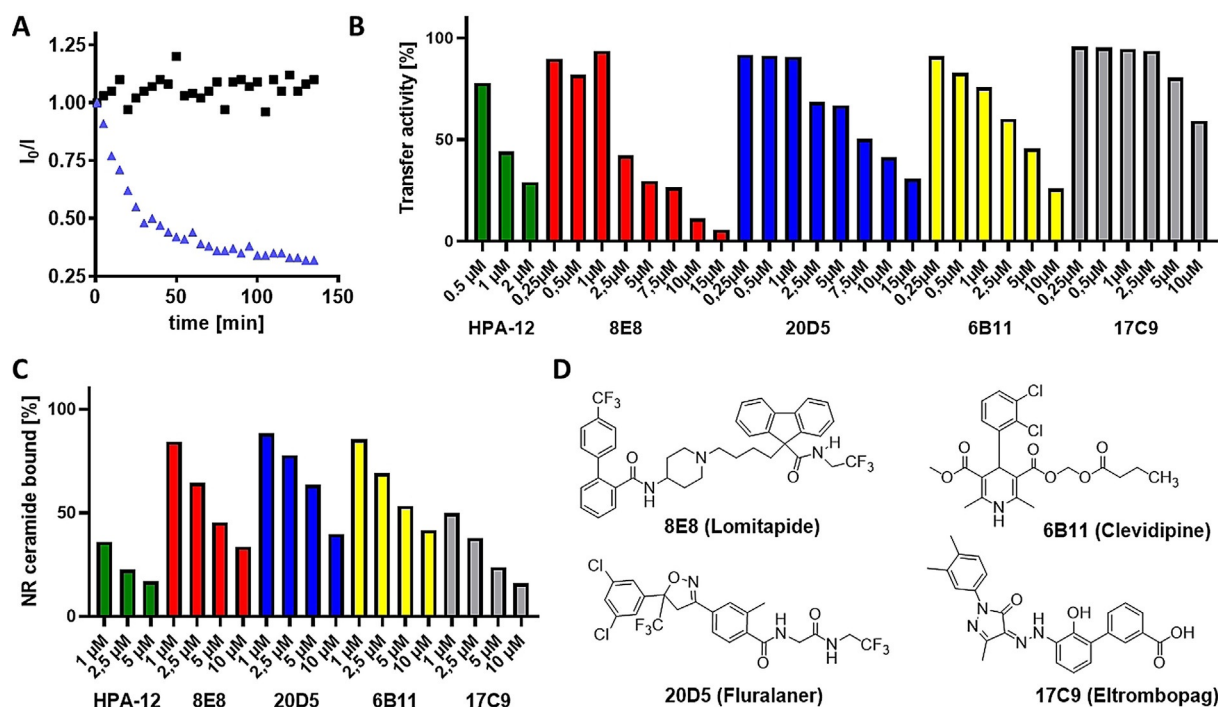 A
1.25
1.00
0.75
0.50
0.25
I0/I
0 50 100 150
time [min]
B
100
50
0
Transfer activity [%]
0.5 µM 1 µM 2 µM 0,25µM 0,5µM 1µM 2,5µM 5µM 7,5µM 10µM 15µM 0,25µM 0,5µM 1µM 2,5µM 5µM 7,5µM 10µM 15µM 0,25µM 0,5µM 1µM 2,5µM 5µM 10µM 0,25µM 0,5µM 1µM 2,5µM 5µM 10µM
HPA-12 8E8 20D5 6B11 17C9
C
100
50
0
NR ceramide bound [%]
1 µM 2,5 µM 5 µM 1 µM 2,5 µM 5 µM 10 µM 1 µM 2,5 µM 5 µM 10 µM 1 µM 2,5 µM 5 µM 10 µM 1 µM 2,5 µM 5 µM 10 µM
HPA-12 8E8 20D5 6B11 17C9
D
CF3
O
N
H
N
O
N
H
CF3
8E8 (Lomitapide)
Cl
Cl
O
O
O
O
O
O
CH3
N
H
6B11 (Clevidipine)
Cl
Cl
O
N
F3C
O
H
N
O
N
H
CF3
20D5 (Fluralaner)
N
N
O
CH3
N
H
N
OH
O
OH
17C9 (Eltrombopag)